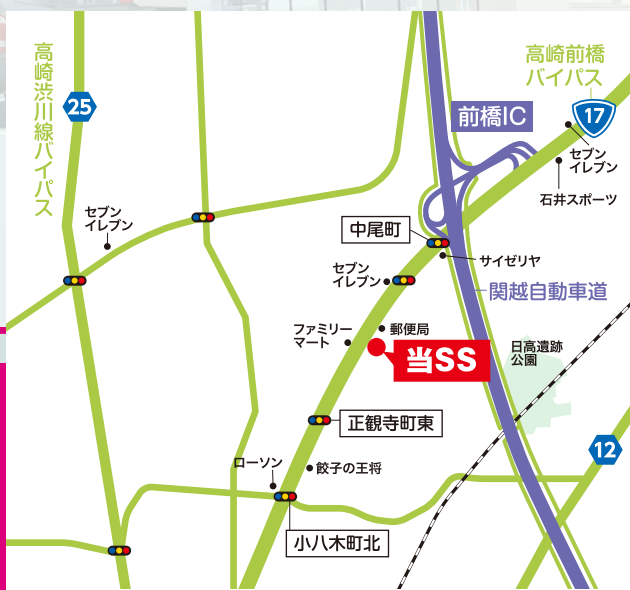 高崎渋川線バイパス
25
高崎前橋
バイパス
17
前橋IC
セブン
イレブン
石井スポーツ
セブン
イレブン
中尾町
サイゼリヤ
セブン
イレブン
関越自動車道
ファミリー
マート
郵便局
当SS
日高遺跡
公園
正観寺町東
12
ローソン
餃子の王将
小八木町北